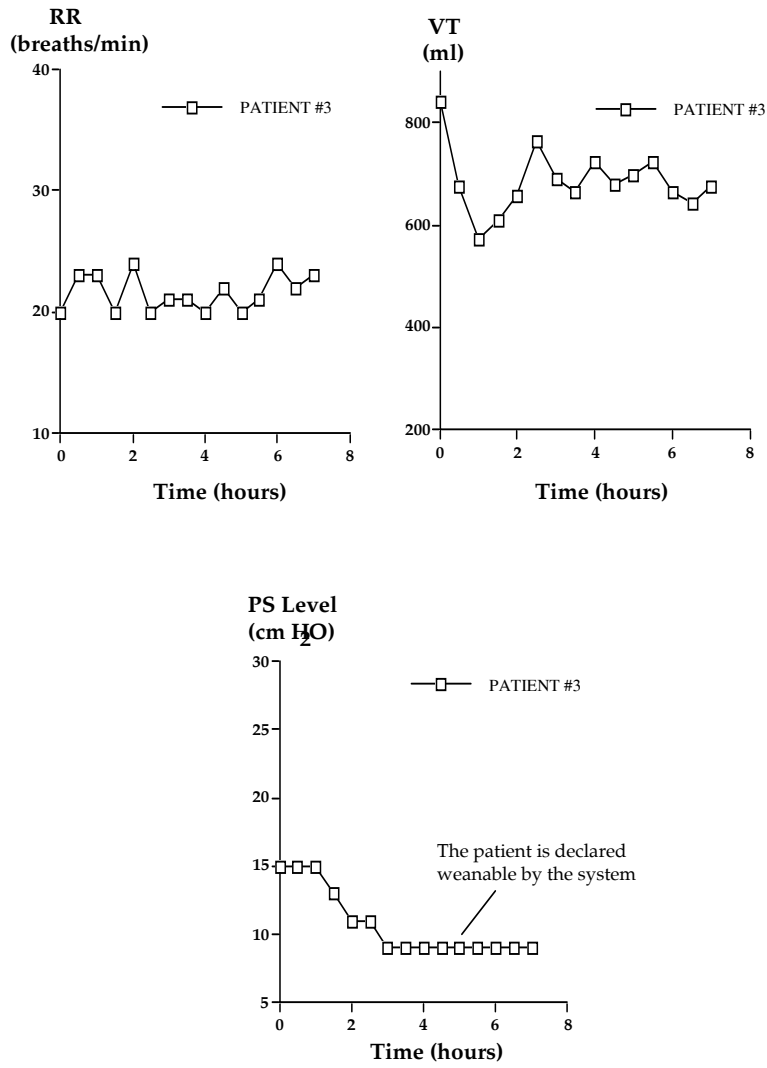 RR
(breaths/min)
40
30
20
10
0 2 4 6 8
Time (hours)
PATIENT #3
VT
(ml)
800
600
400
200
0 2 4 6 8
Time (hours)
PATIENT #3
PS Level
(cm H2O)
30
25
20
15
10
5
0 2 4 6 8
Time (hours)
PATIENT #3
The patient is declared
weanable by the system